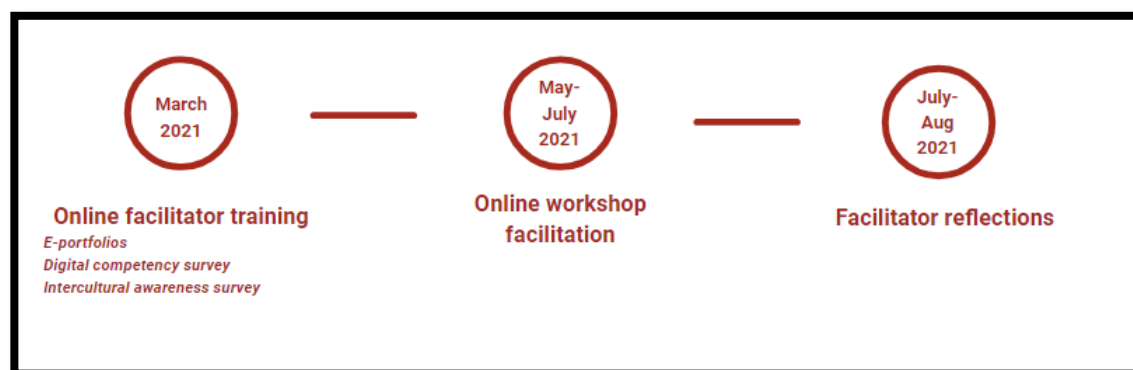 March
2021
May-
July
2021
July-
Aug
2021
Online facilitator training
E-portfolios
Digital competency survey
Intercultural awareness survey
Online workshop
facilitation
Facilitator reflections